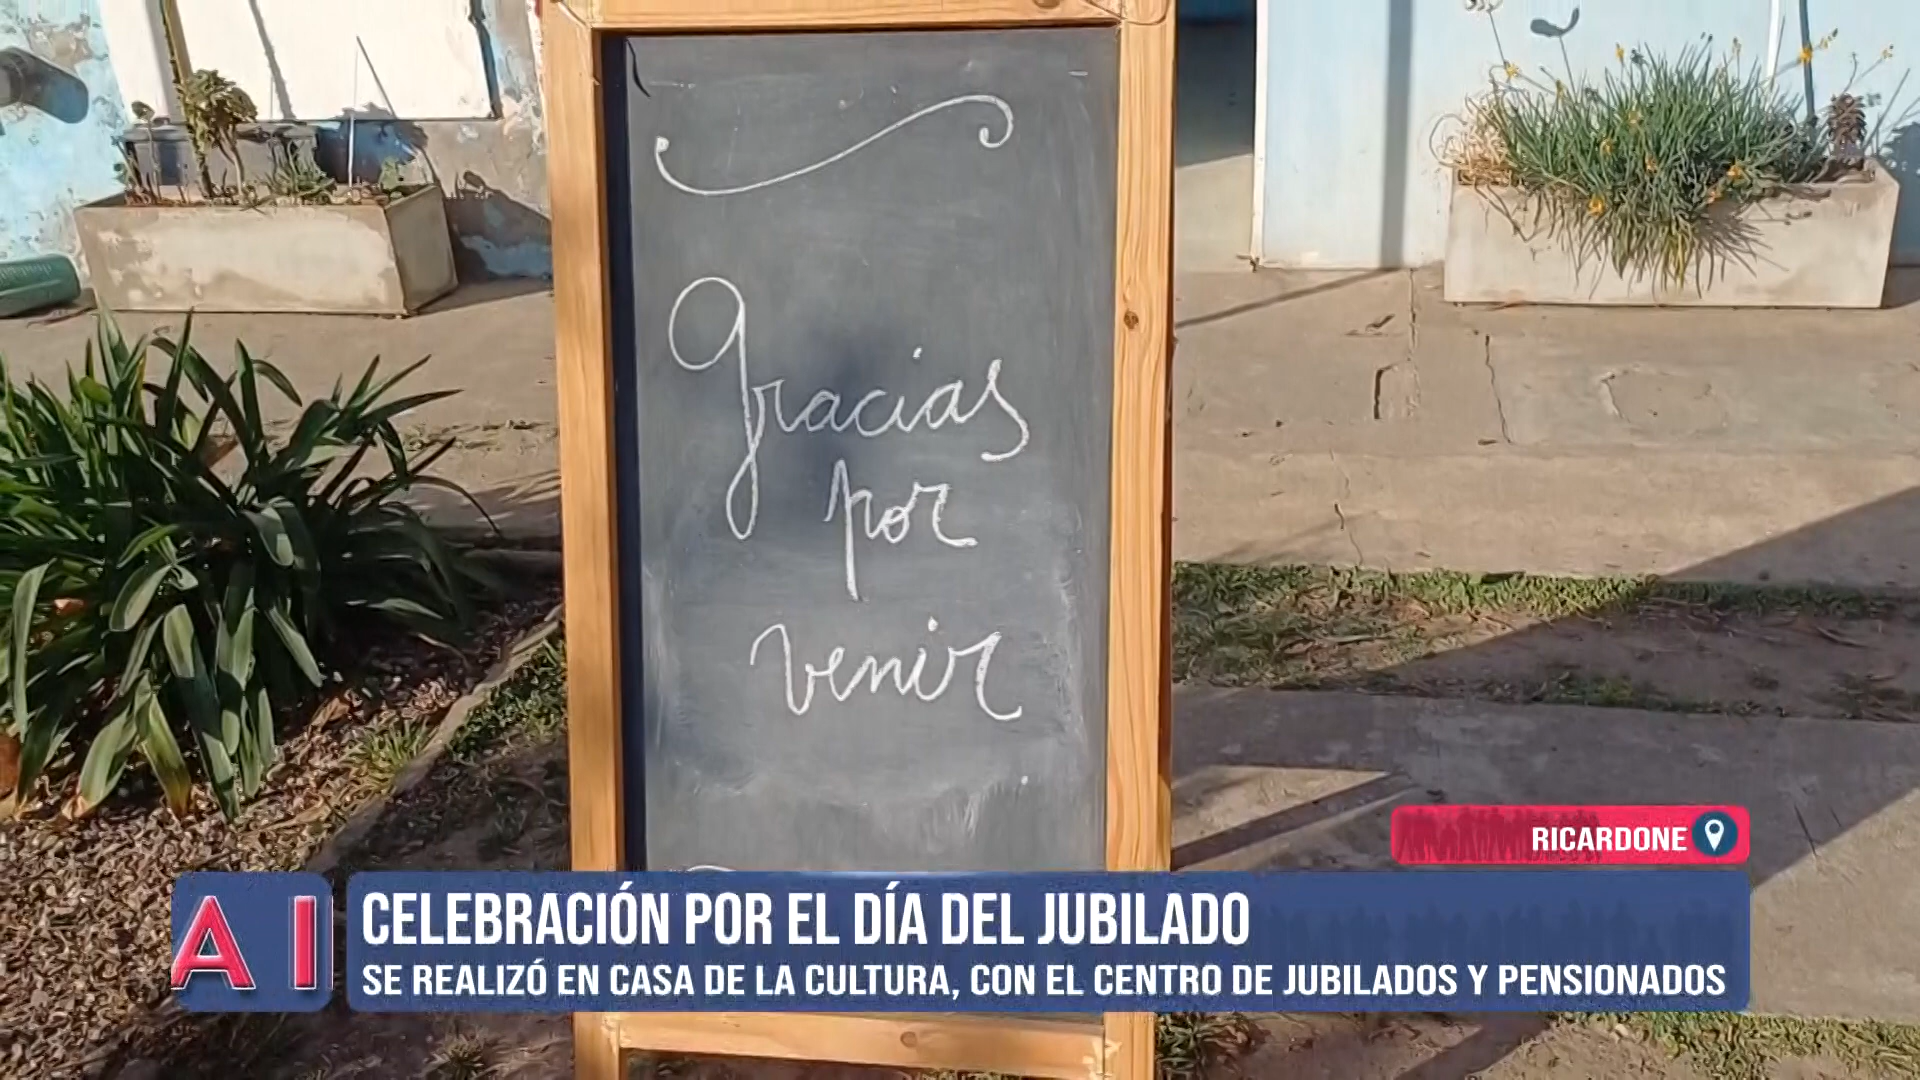 Gracias
por
venir
RICARDONE
AI
CELEBRACIÓN POR EL DÍA DEL JUBILADO
SE REALIZÓ EN CASA DE LA CULTURA, CON EL CENTRO DE JUBILADOS Y PENSIONADOS